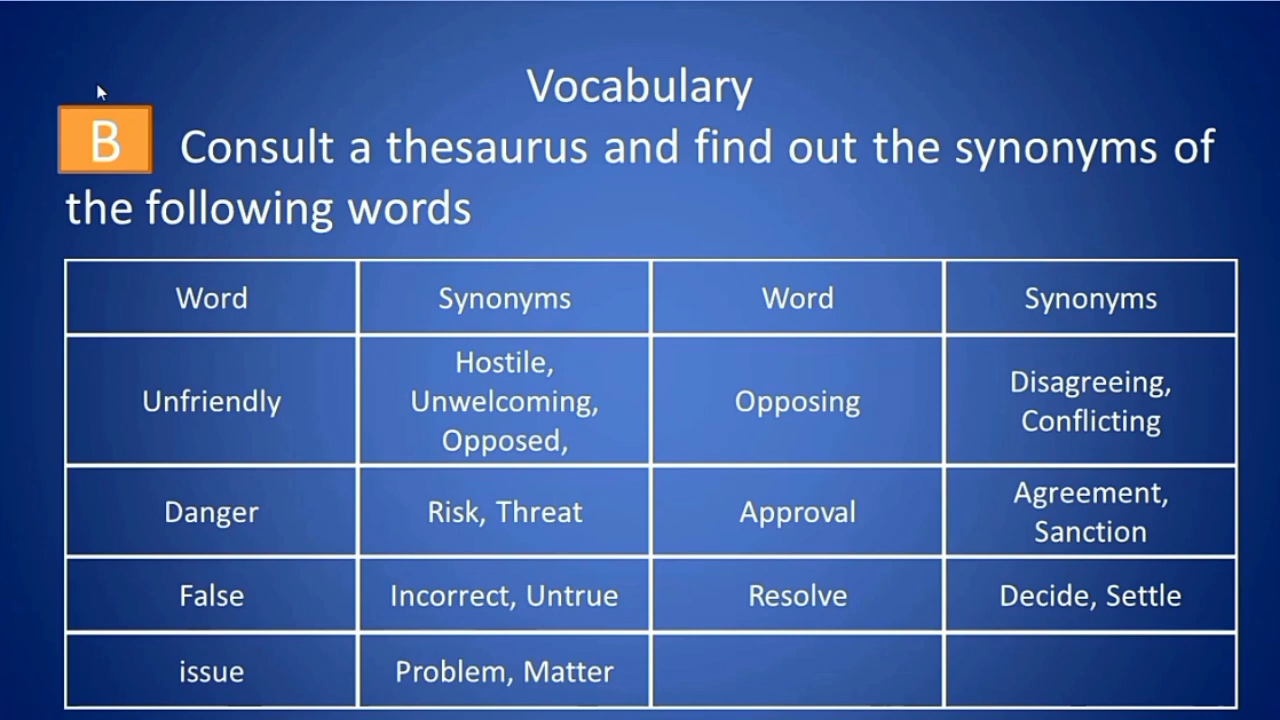 Vocabulary
B Consult a thesaurus and find out the synonyms of
the following words
Word Synonyms Word Synonyms
Unfriendly
Hostile,
Unwelcoming,
Opposed,
Opposing
Disagreeing,
Conflicting
Danger
Risk, Threat
Approval
Agreement,
Sanction
False
Incorrect, Untrue
Resolve
Decide, Settle
issue
Problem, Matter